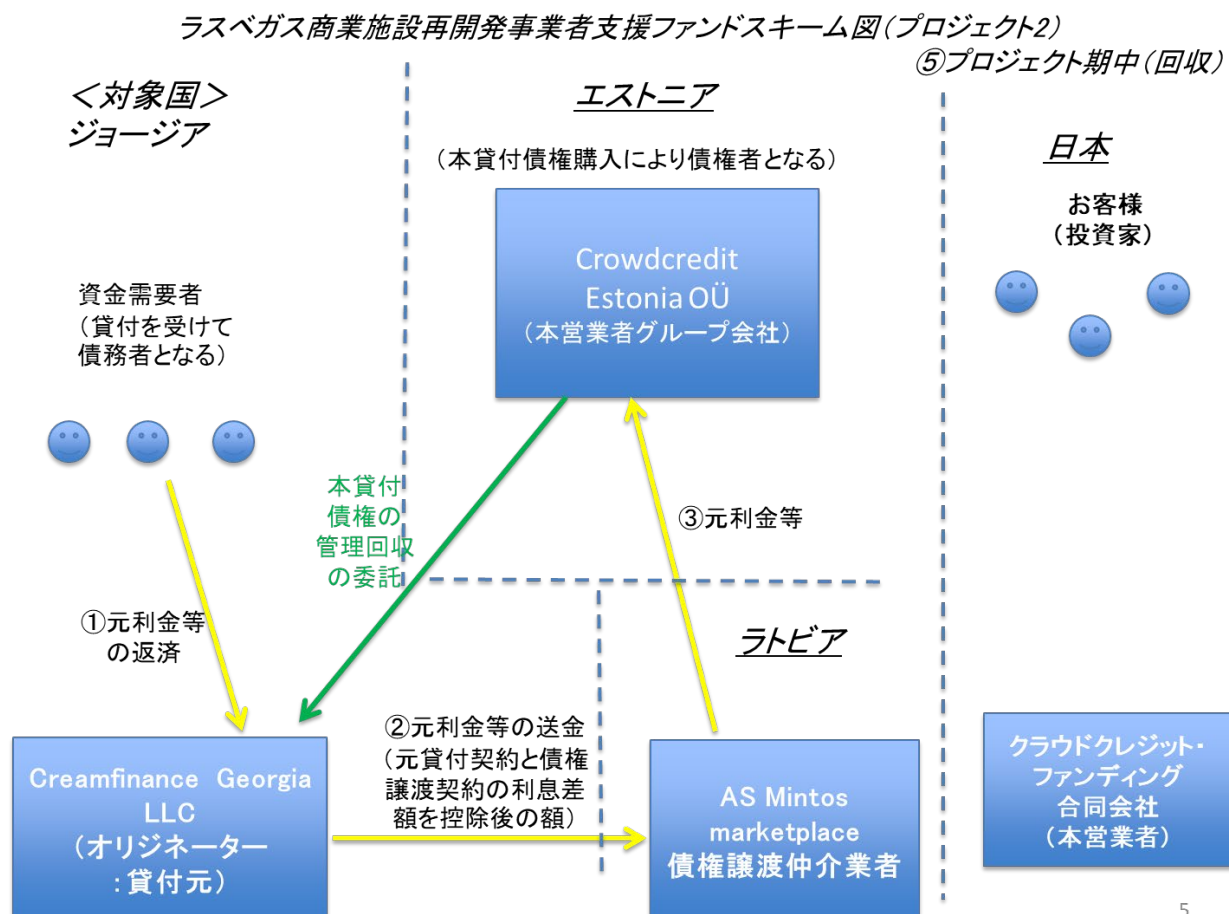 ラスベガス商業施設再開発事業者支援ファンドスキーム図(プロジェクト2)
⑤プロジェクト期中(回収)
<対象国>
ジョージア
エストニア
(本貸付債権購入により債権者となる)
日本
お客様
(投資家)
Crowdcredit
Estonia OÜ
(本営業者グループ会社)
資金需要者
(貸付を受けて
債務者となる)
本貸付
債権の
管理回収
の委託
③元利金等
①元利金等
の返済
ラトビア
②元利金等の送金
(元貸付契約と債権
譲渡契約の利息差
額を控除後の額)
Creamfinance Georgia
LLC
(オリジネーター
:貸付元)
AS Mintos
marketplace
債権譲渡仲介業者
クラウドクレジット・
ファンディング
合同会社
(本営業者)
5